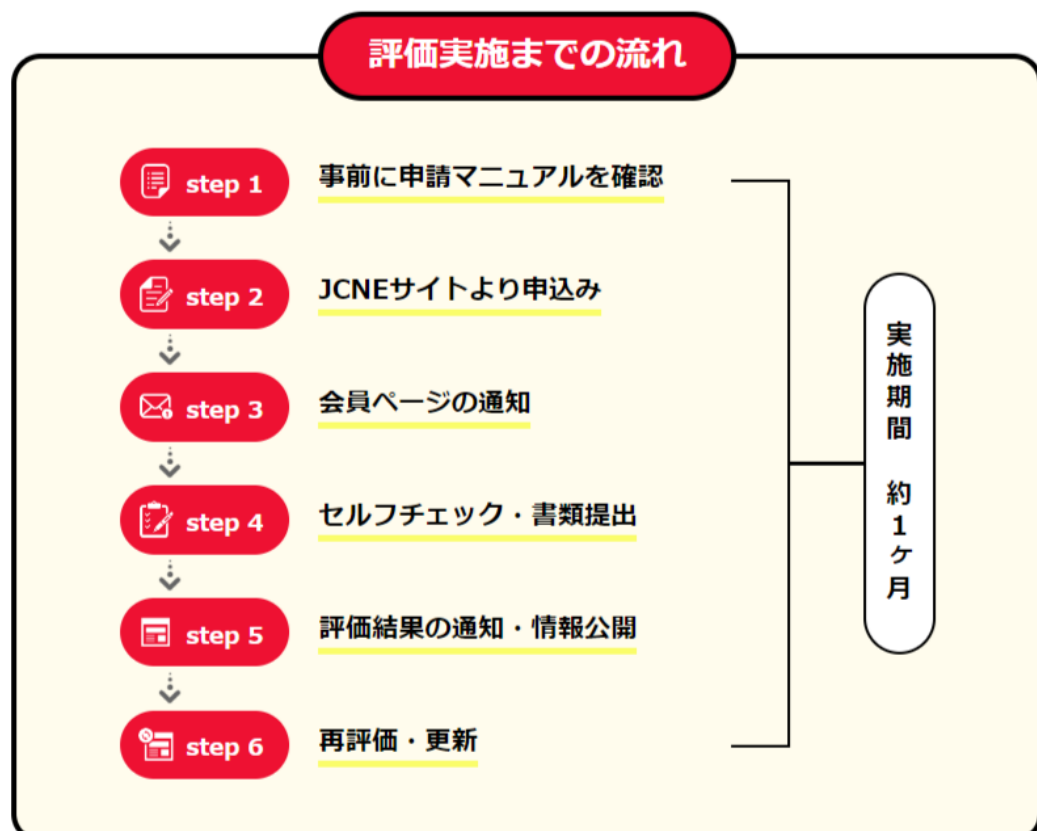 評価実施までの流れ
step 1
事前に申請マニュアルを確認
step 2
JCNEサイトより申込み
step 3
会員ページの通知
step 4
セルフチェック・書類提出
step 5
評価結果の通知・情報公開
step 6
再評価・更新
実施期間 約1ケ月